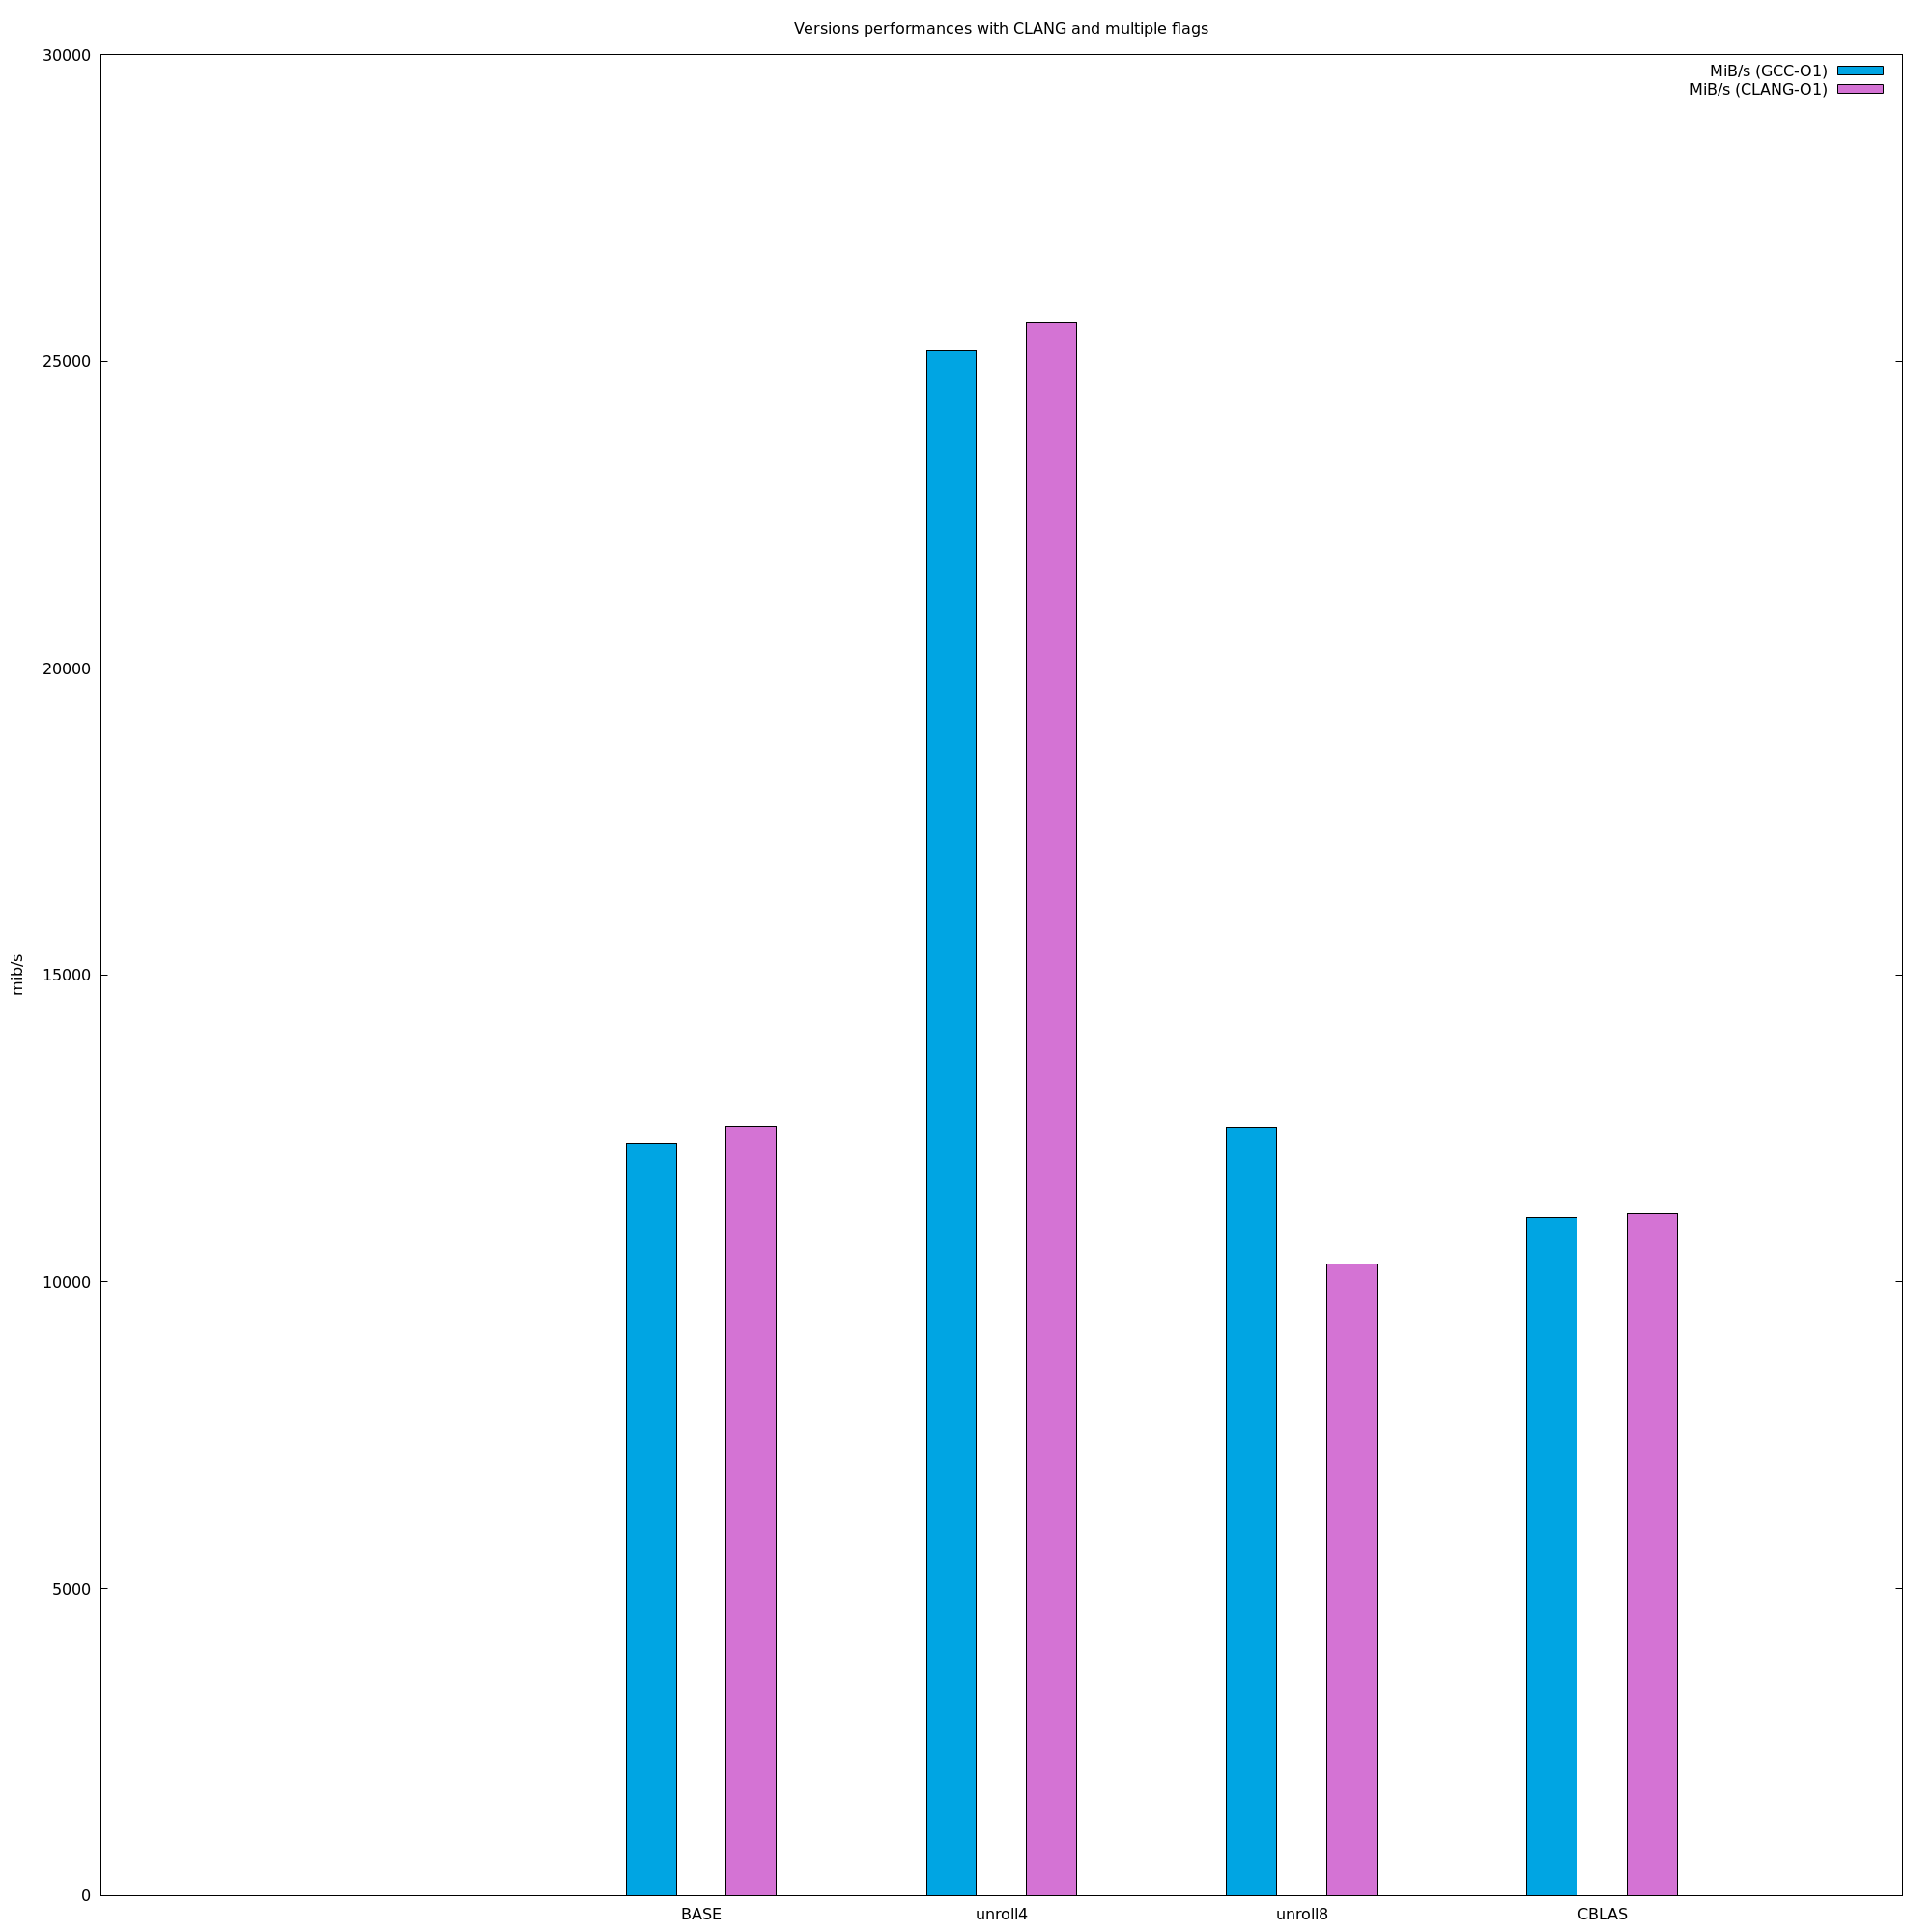 Versions performances with CLANG and multiple flags
MiB/s (GCC-O1)
MiB/s (CLANG-O1)
30000
25000
20000
15000
10000
5000
0
mib/s
BASE unroll4 unroll8 CBLAS